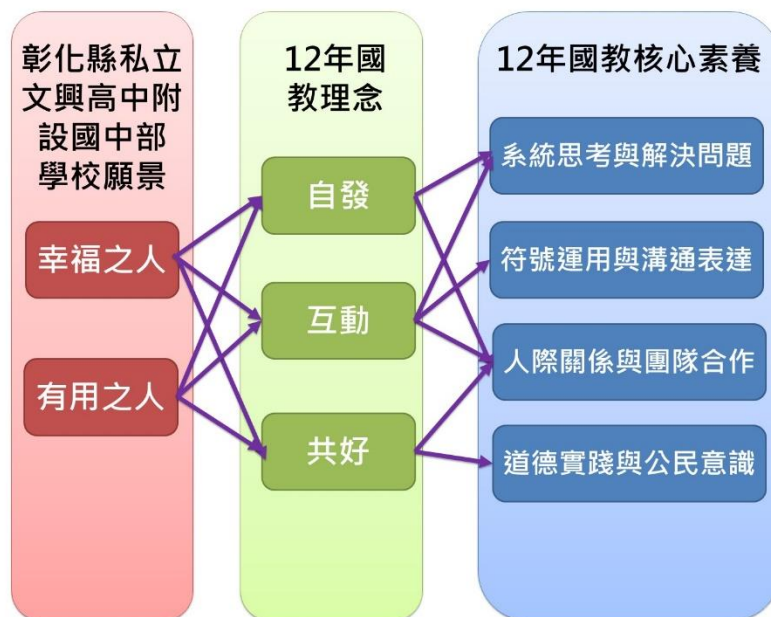 彰化縣私立
文興高中附
設國中部
學校願景
幸福之人
有用之人
12年國
教理念
自發
互動
共好
12年國教核心素養
系統思考與解決問題
符號運用與溝通表達
人際關係與團隊合作
道德實踐與公民意識